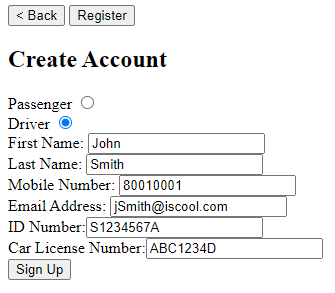 < Back Register
Create Account
Passenger
Driver
First Name: John
Last Name: Smith
Mobile Number: 80010001
Email Address: jSmith@iscool.com
ID Number: S1234567A
Car License Number: ABC1234D
Sign Up